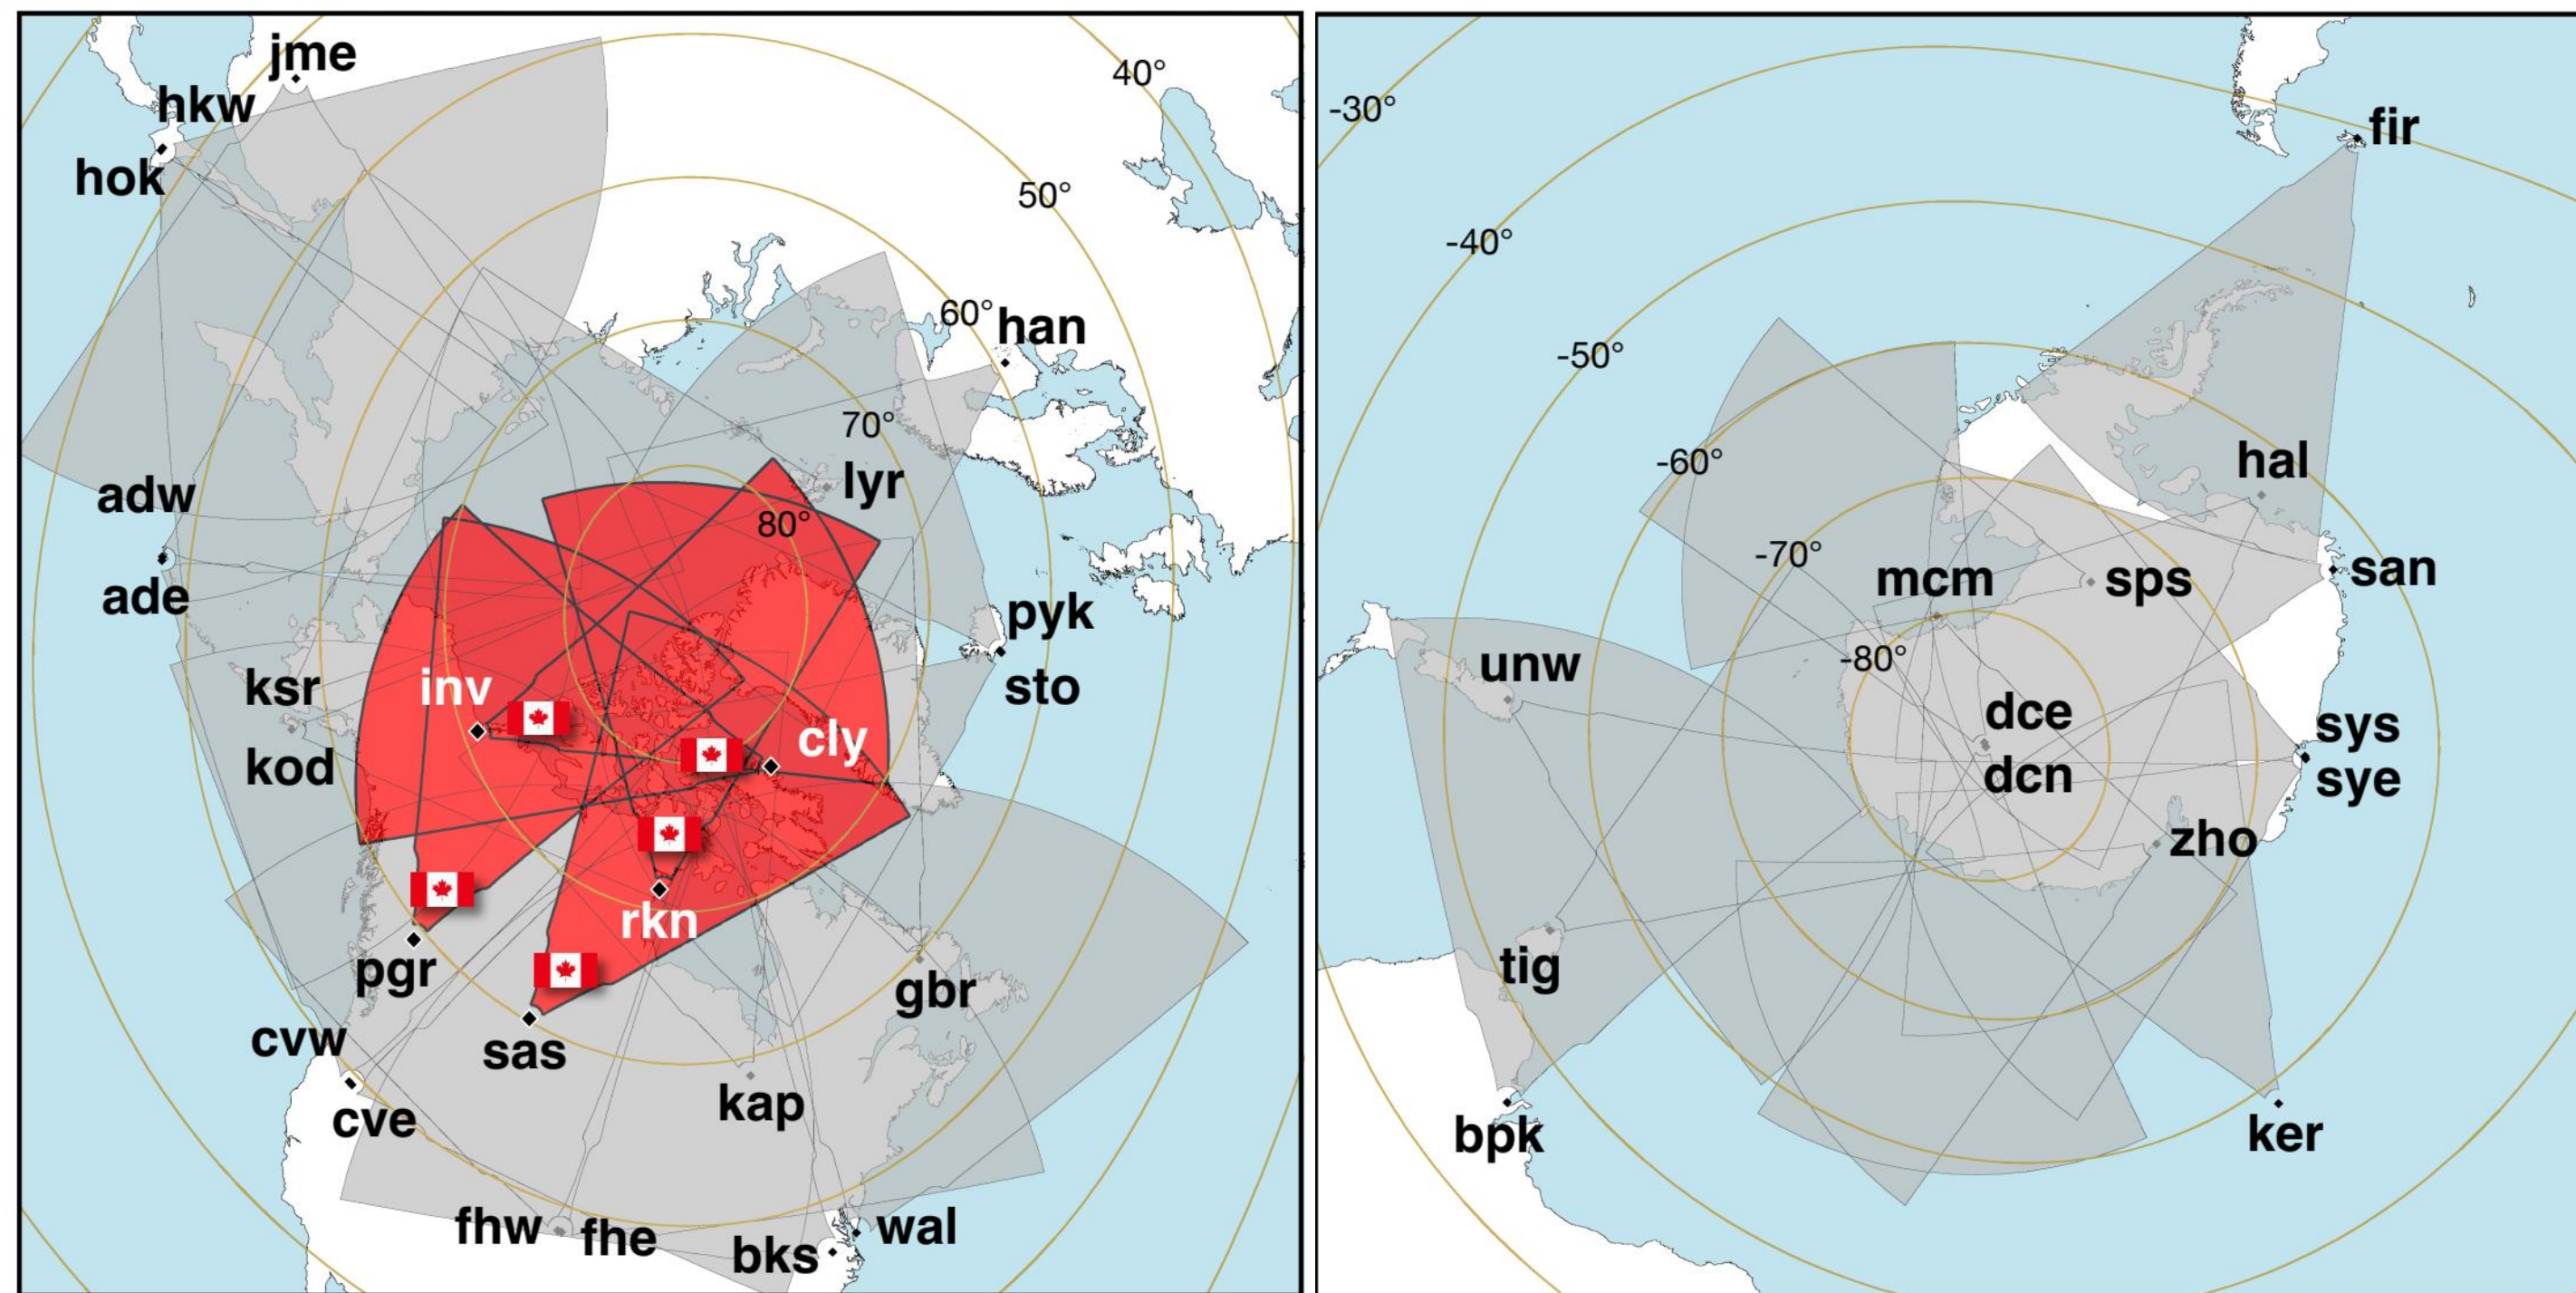 jme
40°
hkw
hok
50°
60° han
70°
lyr
adw
80°
ade
pyk
ksr
inv
sto
cly
kod
rkn
pgr
gbr
cvw
sas
kap
cve
fhw fhe
wal
bks
-30°
fir
-40°
-50°
-60°
hal
-70°
san
mcm
sps
-80°
unw
dce
sys
dcn
sye
zho
tig
bpk
ker